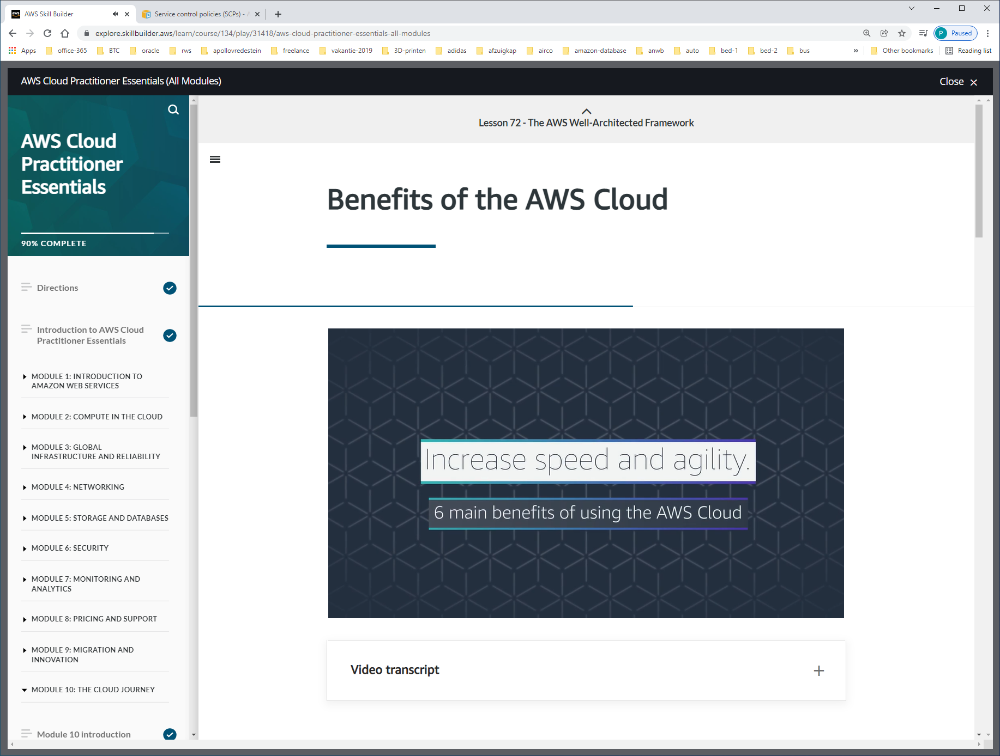 aws
AWS Skill Builder
Service control policies (SCPs) - A
explore.skillbuilder.aws/learn/course/134/play/31418/aws-cloud-practitioner-essentials-all-modules
P
Paused
Apps
office-365
BTC
oracle
rws
apollovredestein
freelance
vakantie-2019
3D-printen
adidas
afzuigkap
airco
amazon-database
anwb
auto
bed-1
bed-2
bus
»
Other bookmarks
Reading list
AWS Cloud Practitioner Essentials (All Modules)
Close
AWS Cloud
Practitioner
Essentials
90% COMPLETE
Directions
Introduction to AWS Cloud
Practitioner Essentials
MODULE 1: INTRODUCTION TO
AMAZON WEB SERVICES
MODULE 2: COMPUTE IN THE CLOUD
MODULE 3: GLOBAL
INFRASTRUCTURE AND RELIABILITY
MODULE 4: NETWORKING
MODULE 5: STORAGE AND DATABASES
MODULE 6: SECURITY
MODULE 7: MONITORING AND
ANALYTICS
MODULE 8: PRICING AND SUPPORT
MODULE 9: MIGRATION AND
INNOVATION
MODULE 10: THE CLOUD JOURNEY
Module 10 introduction
Lesson 72 - The AWS Well-Architected Framework
Benefits of the AWS Cloud
Increase speed and agility.
6 main benefits of using the AWS Cloud
Video transcript